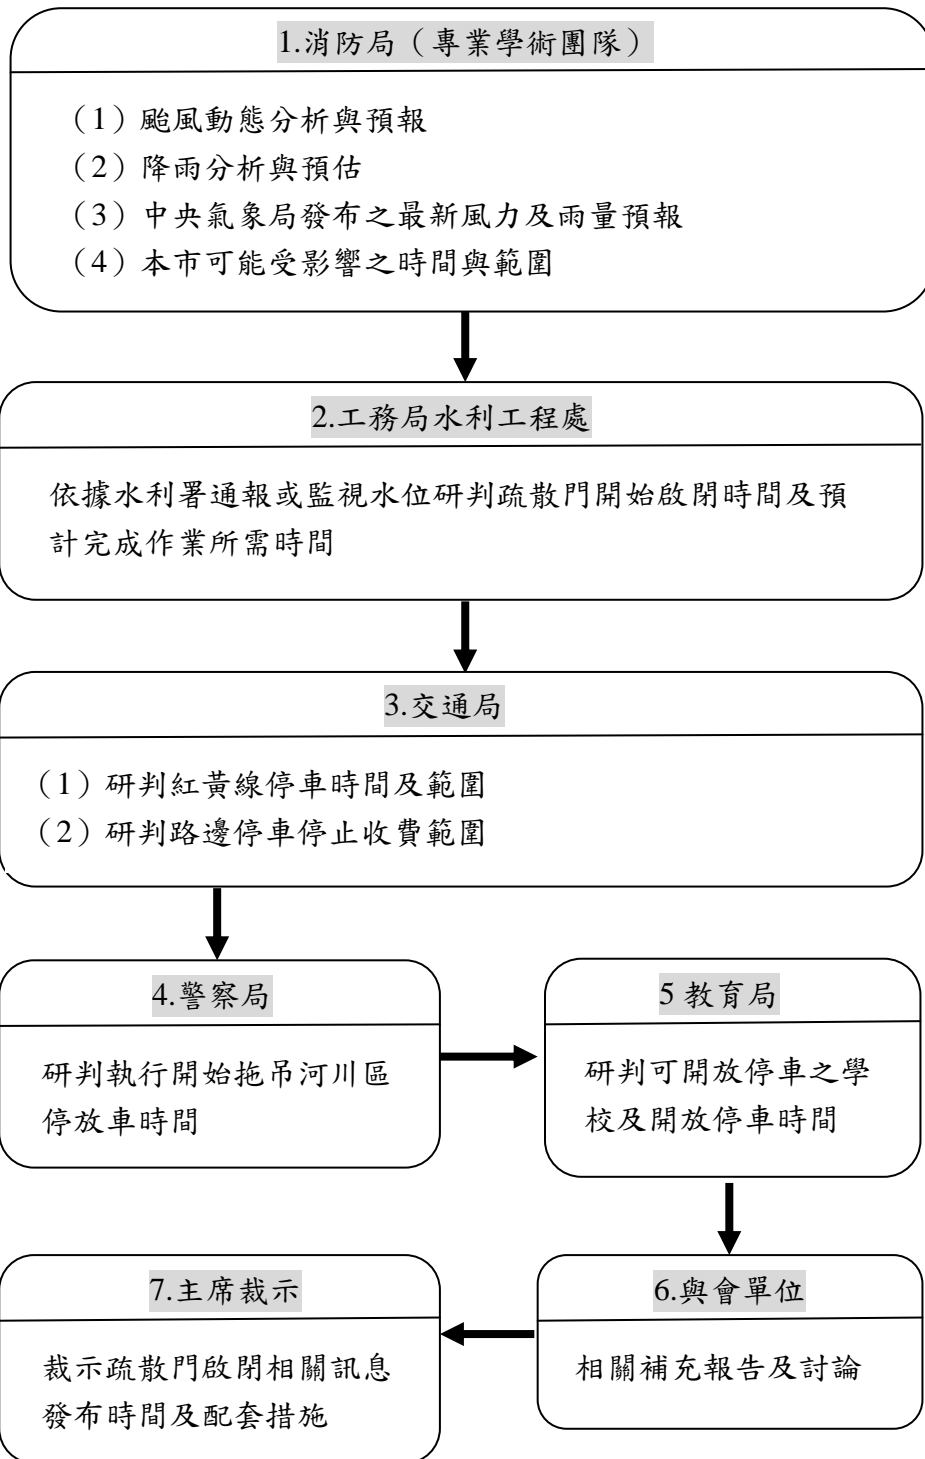 1.消防局（專業學術團隊）
（1）颱風動態分析與預報
（2）降雨分析與預估
（3）中央氣象局發布之最新風力及雨量預報
（4）本市可能受影響之時間與範圍
2.工務局水利工程處
依據水利署通報或監視水位研判疏散門開始啟閉時間及預
計完成作業所需時間
3.交通局
（1）研判紅黃線停車時間及範圍
（2）研判路邊停車停止收費範圍
4.警察局
研判執行開始拖吊河川區
停放車時間
5 教育局
研判可開放停車之學
校及開放停車時間
6.與會單位
相關補充報告及討論
7.主席裁示
裁示疏散門啟閉相關訊息
發布時間及配套措施